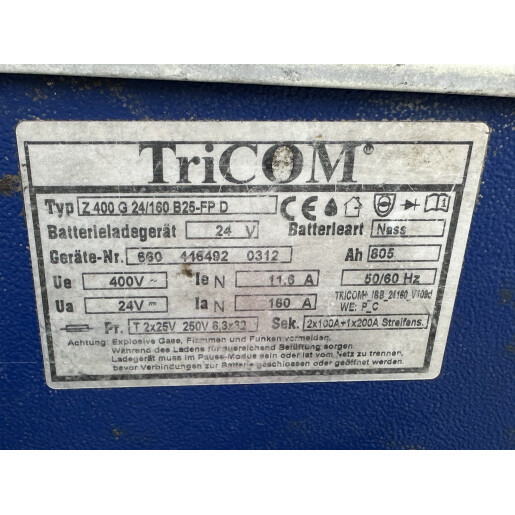 TriCOM®
Typ Z 400 G 24/160 B25-FP D
Batterieladegerät 24 V Batterieart Nass
Geräte-Nr. 660 416492 0312 Ah 805
Ue 400V~ Ie N 11,6 A 50/60 Hz
Ua 24V Ia N 160 A TRICOM- IBB_24160_V109d
WE: P_C
Pr. T 2x25V 250V 6,3x32 Sek. 2x100A+1x200A Streifens.
Achtung: Explosive Gase, Flammen und Funken vermeiden.
Während des Ladens für ausreichend Belüftung sorgen.
Ladegerät muss im Pause-Modus sein oder ist vom Netz zu trennen,
bevor Verbindungen zur Batterie geschlossen oder geöffnet werden.